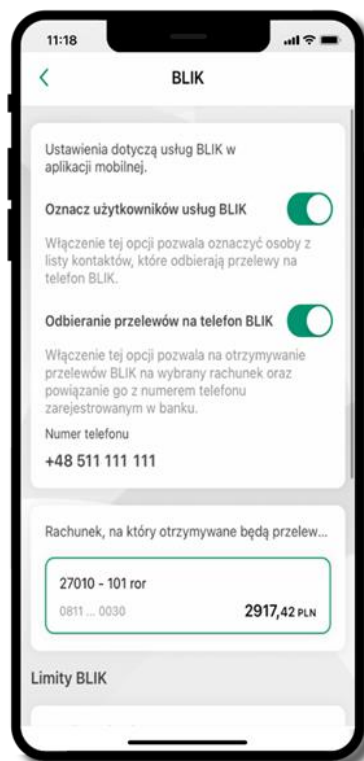 11:18
BLIK
Ustawienia dotyczą usług BLIK w
aplikacji mobilnej.
Oznacz użytkowników usług BLIK
Włączenie tej opcji pozwala oznaczyć osoby z
listy kontaktów, które odbierają przelewy na
telefon BLIK.
Odbieranie przelewów na telefon BLIK
Włączenie tej opcji pozwala na otrzymywanie
przelewów BLIK na wybrany rachunek oraz
powiązanie go z numerem telefonu
zarejestrowanym w banku.
Numer telefonu
+48 511 111 111
Rachunek, na który otrzymywane będą przelew...
27010 - 101 ror
0811 ... 0030 2917,42 PLN
Limity BLIK